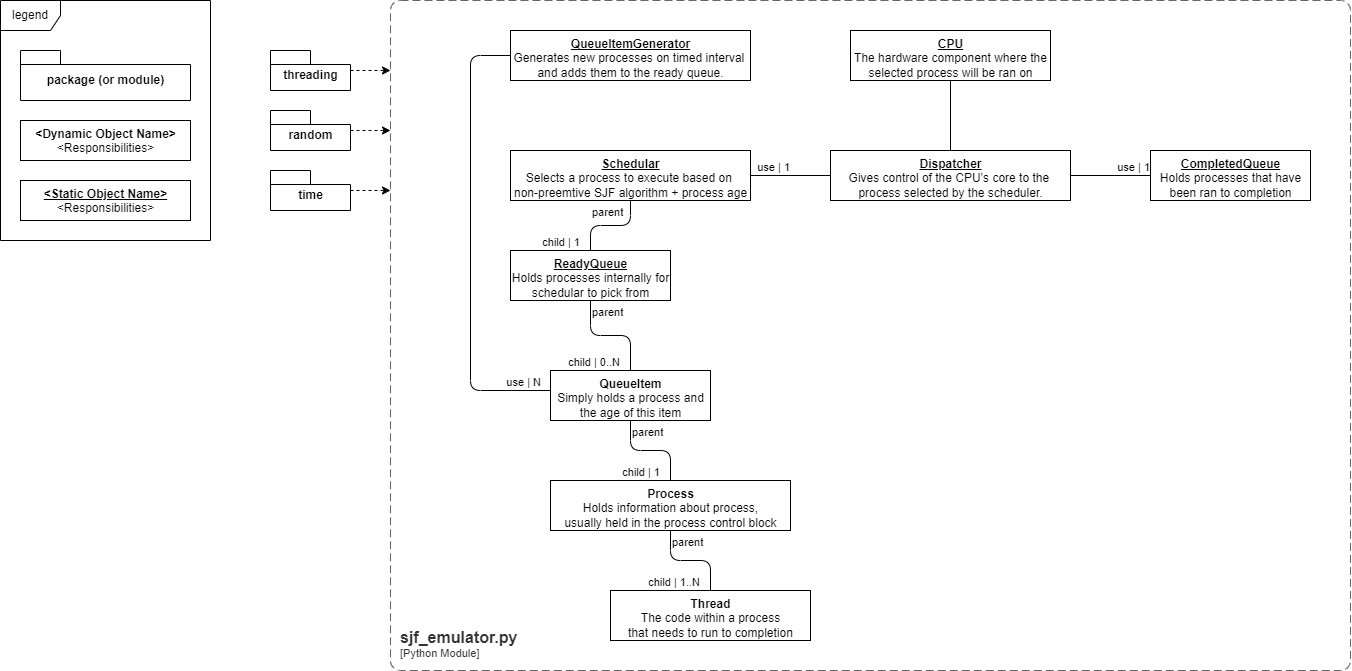 legend
package (or module)
<Dynamic Object Name>
<Responsibilities>
<Static Object Name>
<Responsibilities>
threading
random
time
QueueItemGenerator
Generates new processes on timed interval
and adds them to the ready queue.
CPU
The hardware component where the
selected process will be ran on
Schedular
Selects a process to execute based on
non-preemtive SJF algorithm + process age
use | 1
Dispatcher
Gives control of the CPU's core to the
process selected by the scheduler.
use | 1
CompletedQueue
Holds processes that have
been ran to completion
parent
child | 1
ReadyQueue
Holds processes internally for
schedular to pick from
parent
child | 0..N
use | N
QueueItem
Simply holds a process and
the age of this item
parent
child | 1
Process
Holds information about process,
usually held in the process control block
parent
child | 1..N
Thread
The code within a process
that needs to run to completion
sjf_emulator.py
[Python Module]